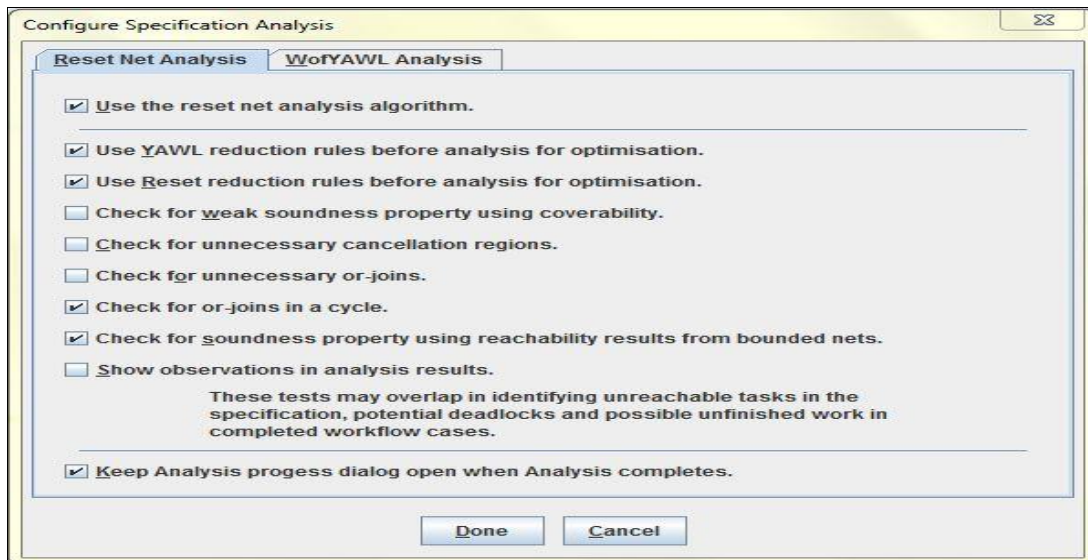 Configure Specification Analysis
Reset Net Analysis WofYAWL Analysis
Use the reset net analysis algorithm.
Use YAWL reduction rules before analysis for optimisation.
Use Reset reduction rules before analysis for optimisation.
Check for weak soundness property using coverability.
Check for unnecessary cancellation regions.
Check for unnecessary or-joins.
Check for or-joins in a cycle.
Check for soundness property using reachability results from bounded nets.
Show observations in analysis results.
These tests may overlap in identifying unreachable tasks in the
specification, potential deadlocks and possible unfinished work in
completed workflow cases.
Keep Analysis progess dialog open when Analysis completes.
Done Cancel